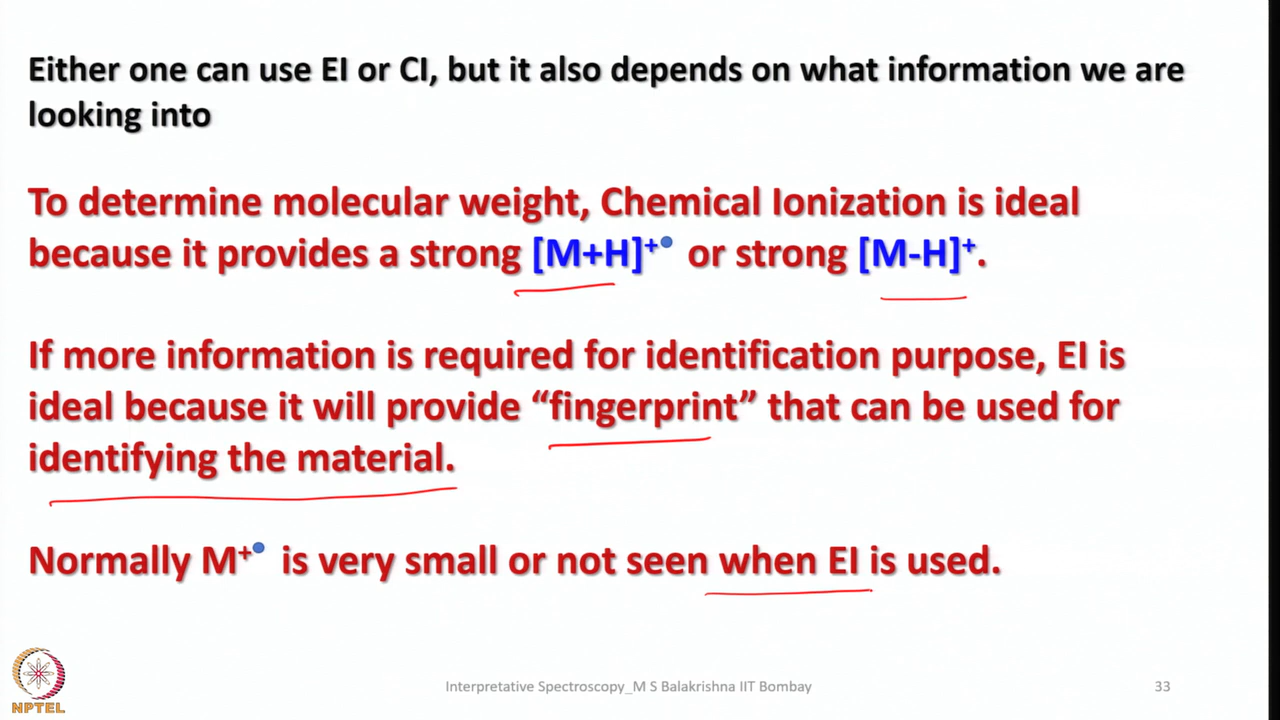 Either one can use EI or CI, but it also depends on what information we are
looking into
To determine molecular weight, Chemical Ionization is ideal
because it provides a strong [M+H]⁺● or strong [M-H]⁺.
If more information is required for identification purpose, EI is
ideal because it will provide “fingerprint” that can be used for
identifying the material.
Normally M⁺● is very small or not seen when EI is used.
NPTEL
Interpretative Spectroscopy_M S Balakrishna IIT Bombay
33